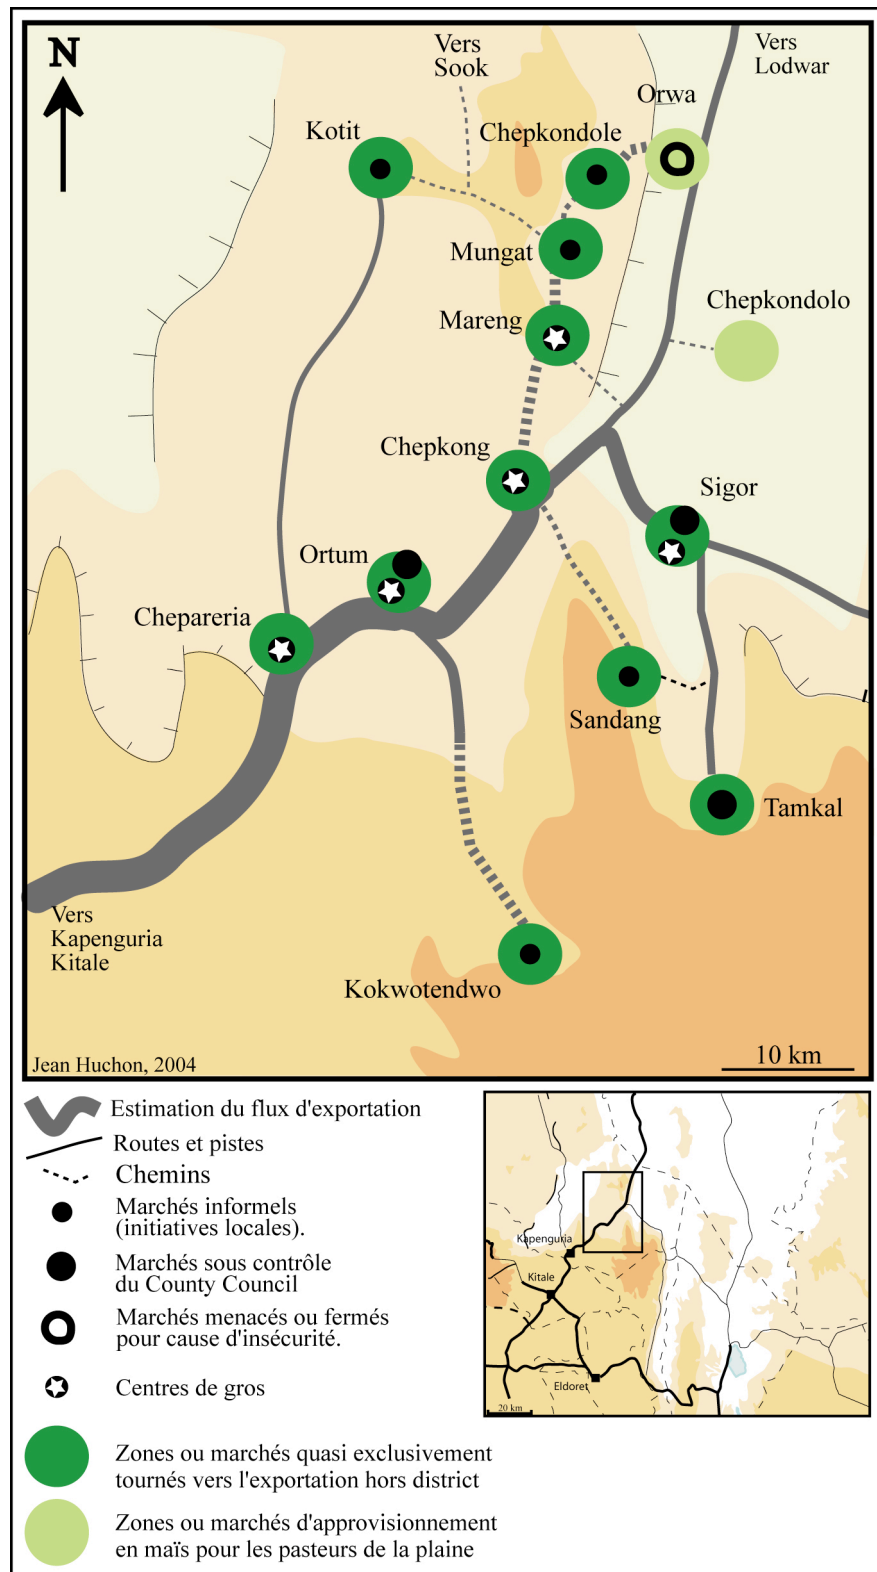 N
Vers
Sook
Vers
Lodwar
Orwa
Kotit
Chepkondole
Mungat
Chepkondolo
Mareng
Chepkong
Sigor
Ortum
Chepareria
Sandang
Tamkal
Vers
Kapenguria
Kitale
Kokwotendwo
Jean Huchon, 2004
10 km
Estimation du flux d'exportation
Routes et pistes
Chemins
Marchés informels
(initiatives locales).
Marchés sous contrôle
du County Council
Marchés menacés ou fermés
pour cause d'insécurité.
Centres de gros
Zones ou marchés quasi exclusivement
tournés vers l'exportation hors district
Zones ou marchés d'approvisionnement
en maïs pour les pasteurs de la plaine
Kapenguria
Kitale
Eldoret
20 km